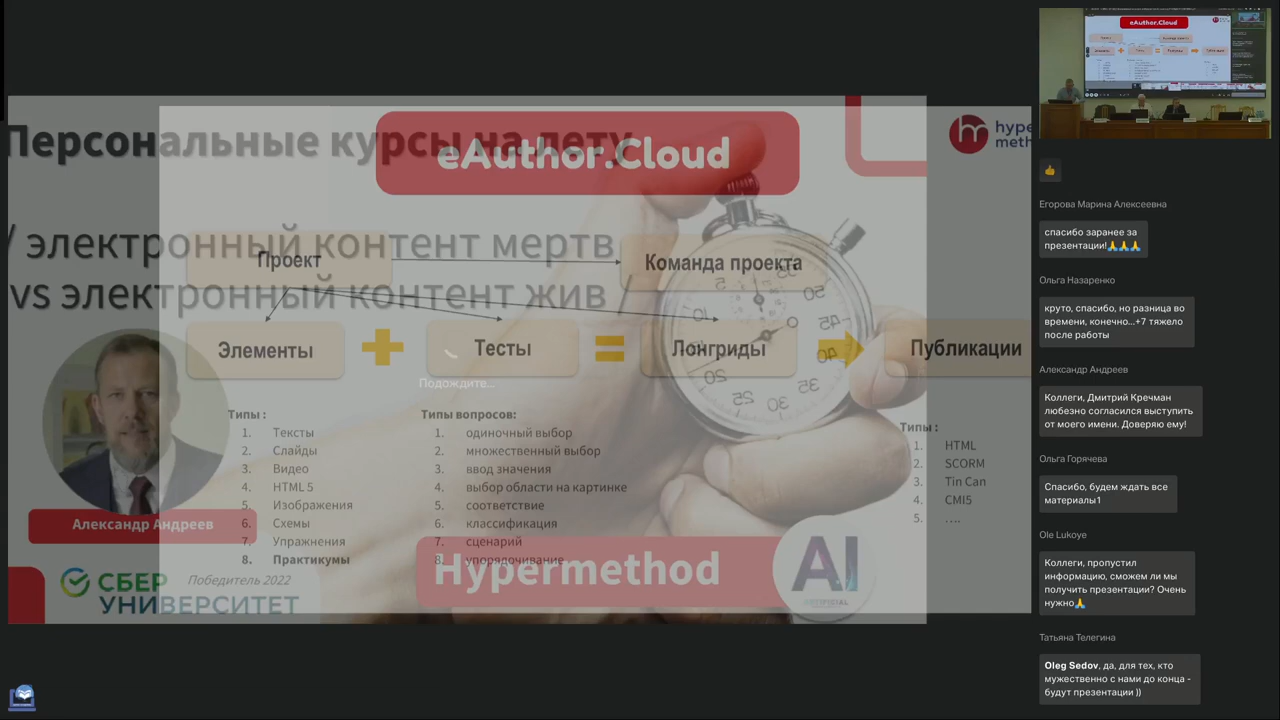 Персональные курсы на лету
eAuthor.Cloud
hype
meth
/ электронный контент мертв
vs электронный контент жив /
Проект
Команда проекта
Элементы
Тесты
Лонгриды
Публикации
Подождите...
Типы :
1. Тексты
2. Слайды
3. Видео
4. HTML 5
5. Изображения
6. Схемы
7. Упражнения
8. Практикумы
Типы вопросов:
1. одиночный выбор
2. множественный выбор
3. ввод значения
4. выбор области на картинке
5. соответствие
6. классификация
7. сценарий
8. упорядочивание
Типы :
1. HTML
2. SCORM
3. Tin Can
4. CMI5
5. ….
Александр Андреев
СБЕР
УНИВЕРСИТЕТ
Победитель 2022
Hypermethod
AI
eAuthor.Cloud
👍
Егорова Марина Алексеевна
спасибо заранее за
презентации!🙏🙏🙏
Ольга Назаренко
круто, спасибо, но разница во
времени, конечно...+7 тяжело
после работы
Александр Андреев
Коллеги, Дмитрий Кречман
любезно согласился выступить
от моего имени. Доверяю ему!
Ольга Горячева
Спасибо, будем ждать все
материалы1
Ole Lukoye
Коллеги, пропустил
информацию, сможем ли мы
получить презентации? Очень
нужно🙏
Татьяна Телегина
Oleg Sedov, да, для тех, кто
мужественно с нами до конца -
будут презентации ))